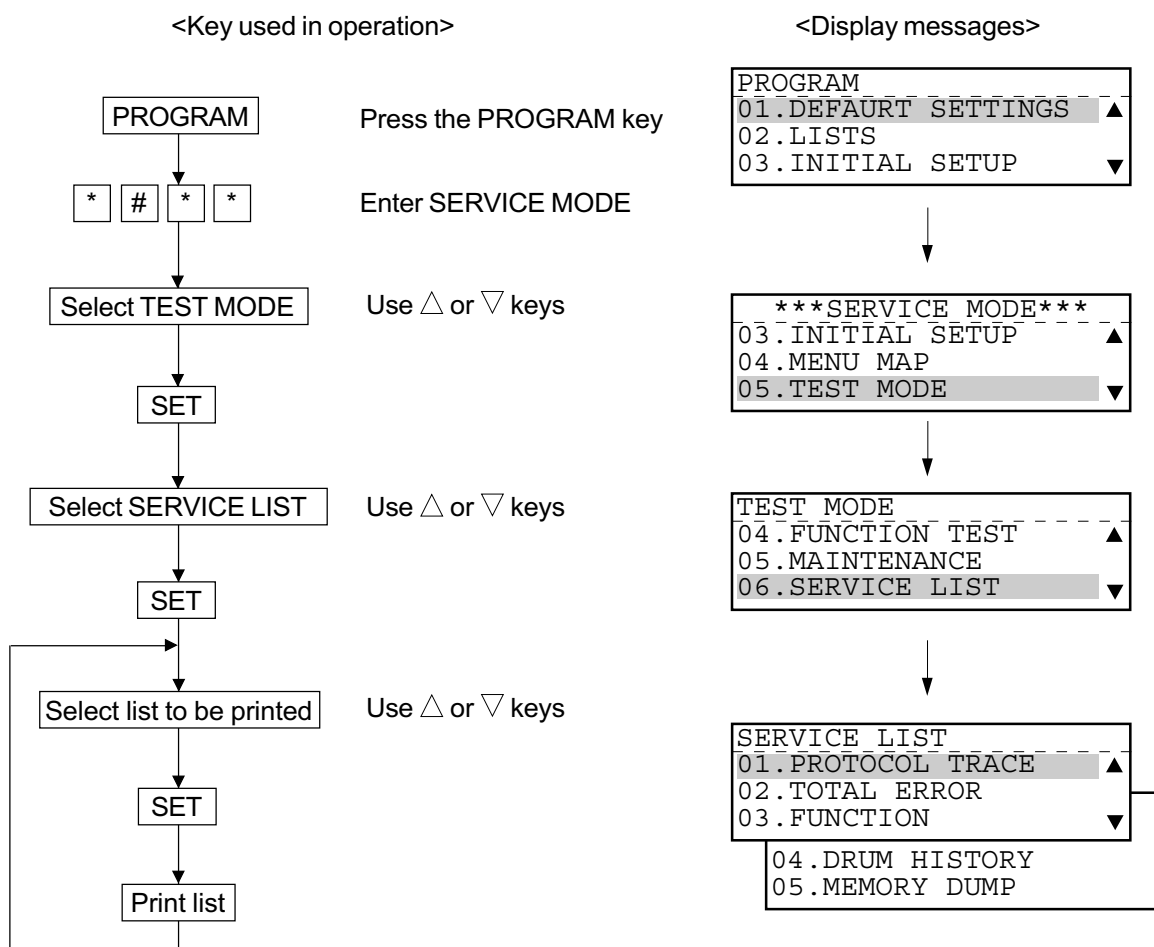 <Key used in operation>
<Display messages>
PROGRAM
Press the PROGRAM key
* # * *
Enter SERVICE MODE
Select TEST MODE
Use △ or ▽ keys
SET
Select SERVICE LIST
Use △ or ▽ keys
SET
Select list to be printed
Use △ or ▽ keys
SET
Print list
PROGRAM
01.DEFAURT SETTINGS ▲
02.LISTS
03.INITIAL SETUP ▼
***SERVICE MODE***
03.INITIAL SETUP ▲
04.MENU MAP
05.TEST MODE ▼
TEST MODE
04.FUNCTION TEST ▲
05.MAINTENANCE
06.SERVICE LIST ▼
SERVICE LIST
01.PROTOCOL TRACE ▲
02.TOTAL ERROR
03.FUNCTION ▼
04.DRUM HISTORY
05.MEMORY DUMP